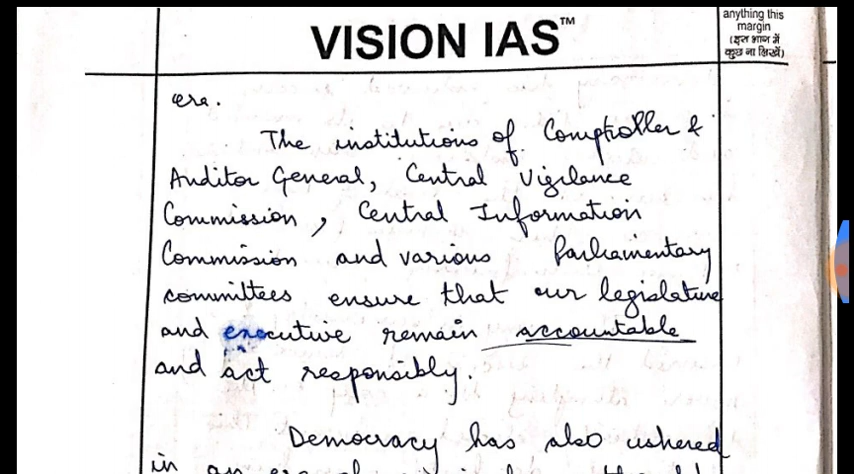 VISION IAS™
anything this
margin
(इस भाग में
कुछ ना लिखें)
era.
The institutions of Comptroller &
Auditor General, Central Vigilance
Commission, Central Information
Commission and various Parliamentary
committees ensure that our legislature
and executive remain accountable
and act responsibly.
Democracy has also ushered
in an